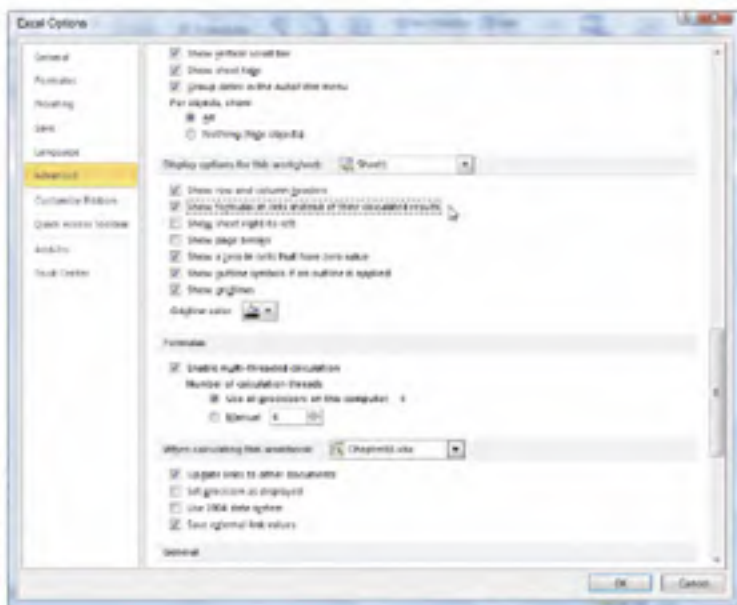 Excel Options
General
Formulas
Proofing
Save
Language
Advanced
Customize Ribbon
Quick Access Toolbar
Add-Ins
Trust Center
Show vertical scroll bar
Show sheet tabs
Group dates in the AutoFilter menu
For objects, show:
All
Nothing (hide objects)
Display options for this worksheet:
Show row and column headers
Show formulas in cells instead of their calculated results
Show sheet right-to-left
Show page breaks
Show a zero in cells that have zero value
Show outline symbols if an outline is applied
Show gridlines
Gridline color
Formulas
Enable multi-threaded calculation
Number of calculation threads
Use all processors on this computer: 4
Manual
When calculating this workbook:
Update links to other documents
Set precision as displayed
Use 1904 date system
Save external link values
General
OK
Cancel